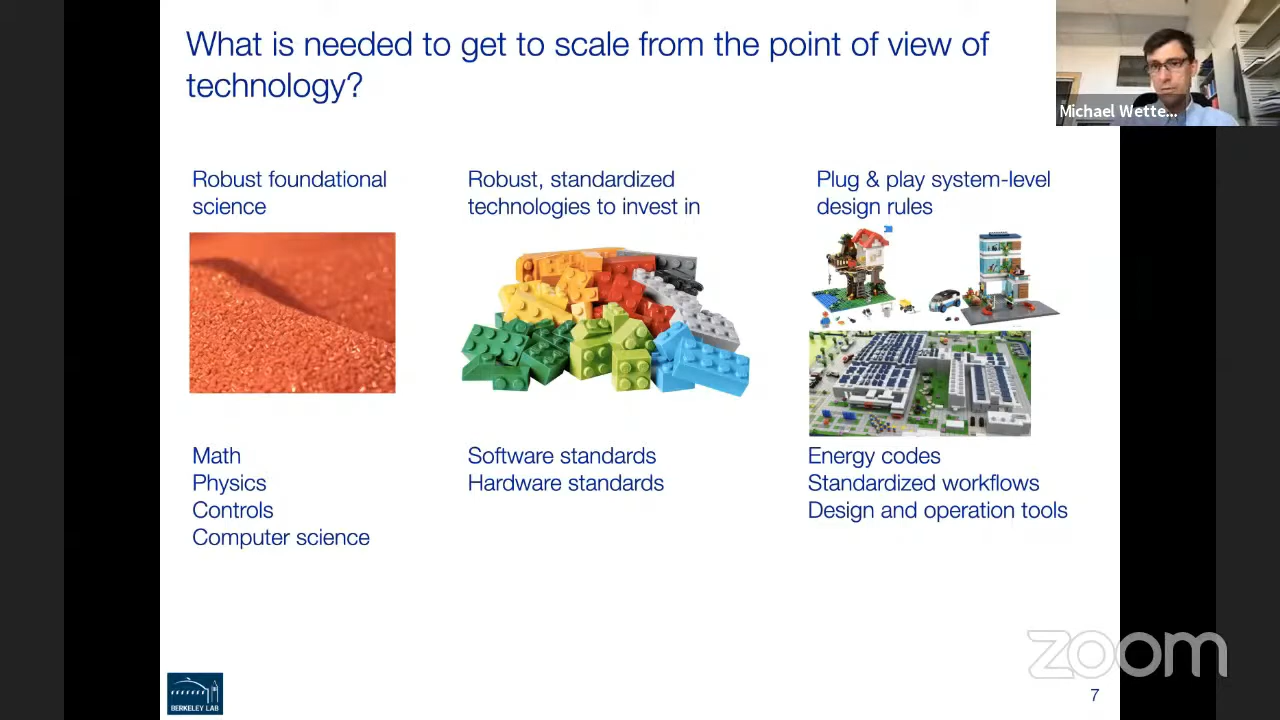 What is needed to get to scale from the point of view of
technology?
Michael Wette...
Robust foundational
science
Robust, standardized
technologies to invest in
Plug & play system-level
design rules
Math
Physics
Controls
Computer science
Software standards
Hardware standards
Energy codes
Standardized workflows
Design and operation tools
BERKELEY LAB
zoom
7